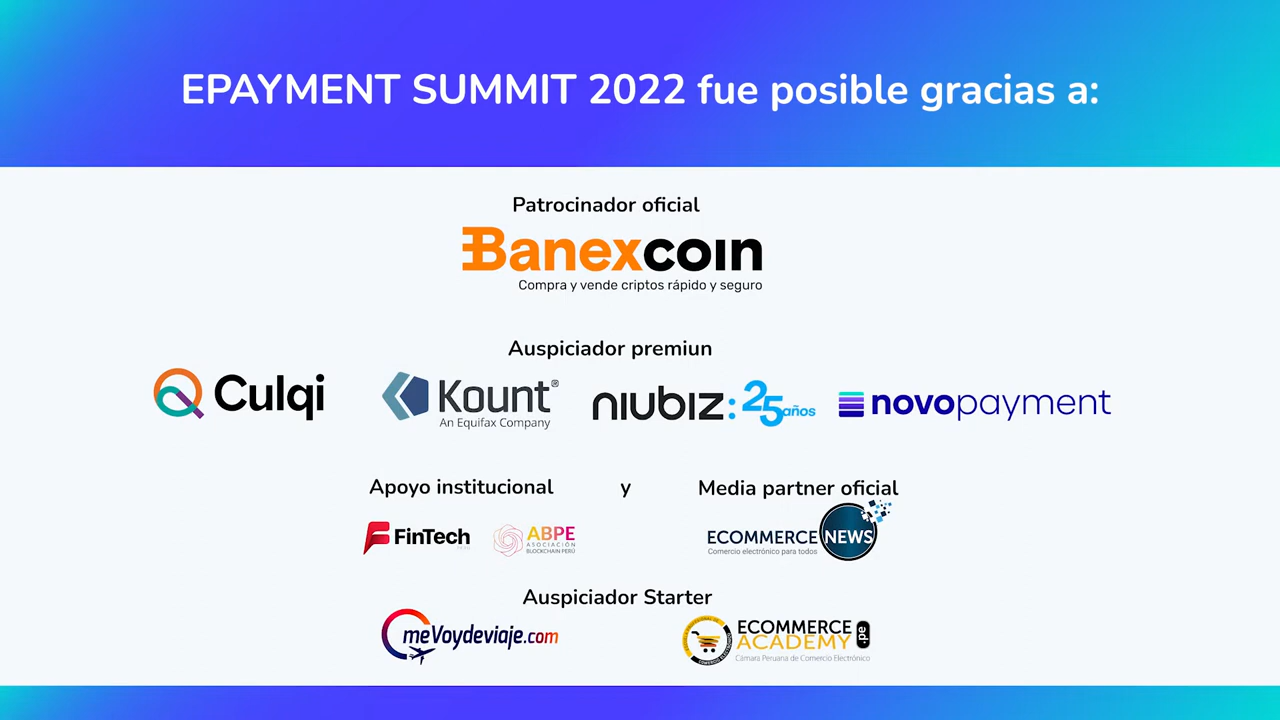 EPAYMENT SUMMIT 2022 fue posible gracias a:
Patrocinador oficial
Banexcoin
Compra y vende criptos rápido y seguro
Auspiciador premiun
Culqi
Kount®
An Equifax Company
niubiz: 25 años
novopayment
Apoyo institucional y Media partner oficial
FinTech
ABPE
ASOCIACIÓN
BLOCKCHAIN PERÚ
ECOMMERCE NEWS
Comercio electrónico para todos
Auspiciador Starter
meVoydeviaje.com
ECOMMERCE
ACADEMY .pe
Cámara Peruana de Comercio Electrónico